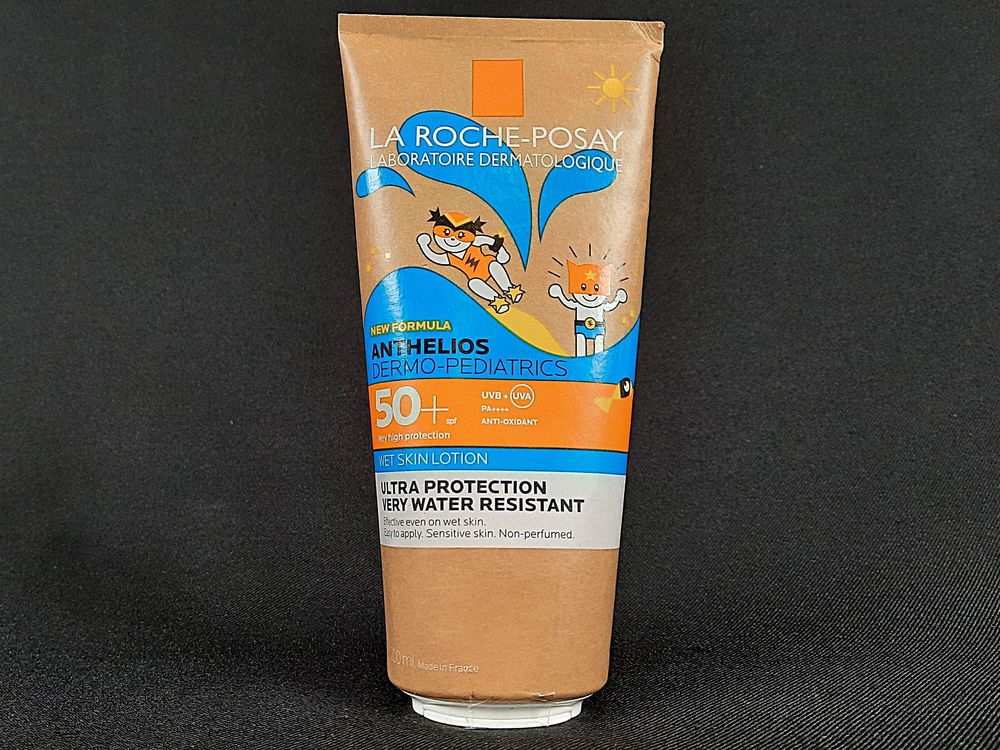 LA ROCHE-POSAY
LABORATOIRE DERMATOLOGIQUE
NEW FORMULA
ANTHELIOS
DERMO-PEDIATRICS
50+ spf
UVB + UVA
PA++++
ANTI-OXIDANT
Very high protection
WET SKIN LOTION
ULTRA PROTECTION
VERY WATER RESISTANT
Effective even on wet skin.
Easy to apply. Sensitive skin. Non-perfumed.
ml Made in France